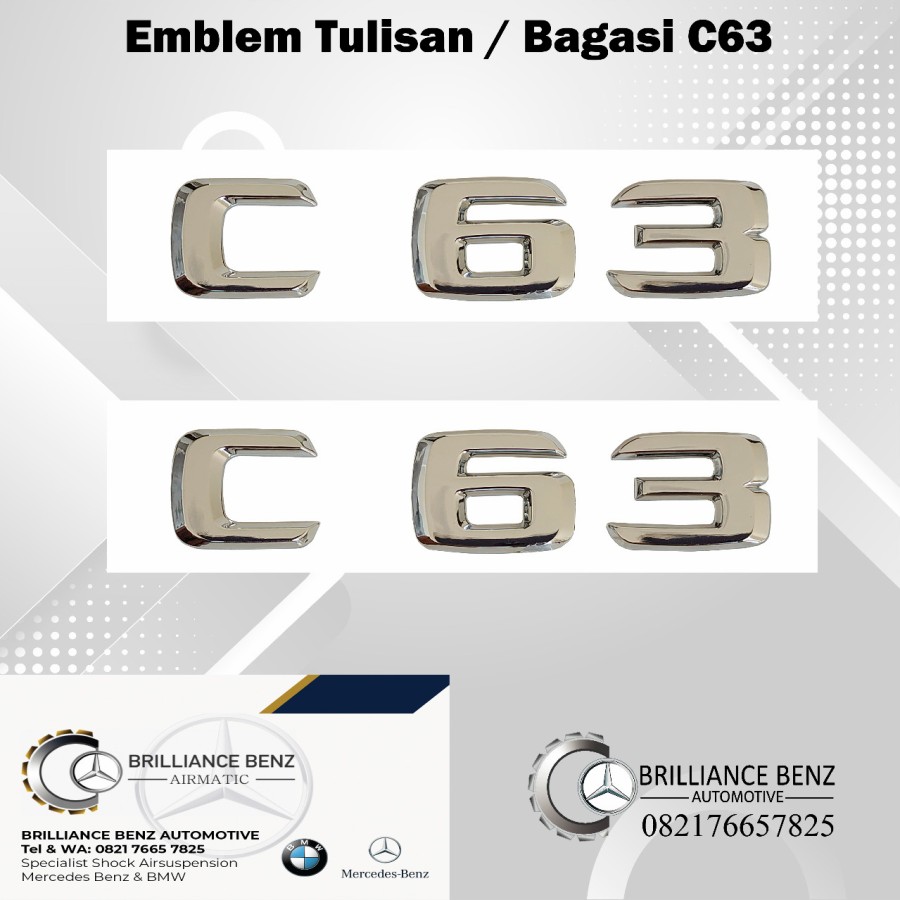 Emblem Tulisan / Bagasi C63
C 63
C 63
BRILLIANCE BENZ
AIRMATIC
BRILLIANCE BENZ AUTOMOTIVE
Tel & WA: 0821 7665 7825
Specialist Shock Airsuspension
Mercedes Benz & BMW
BMW
Mercedes-Benz
BRILLIANCE BENZ
AUTOMOTIVE
082176657825